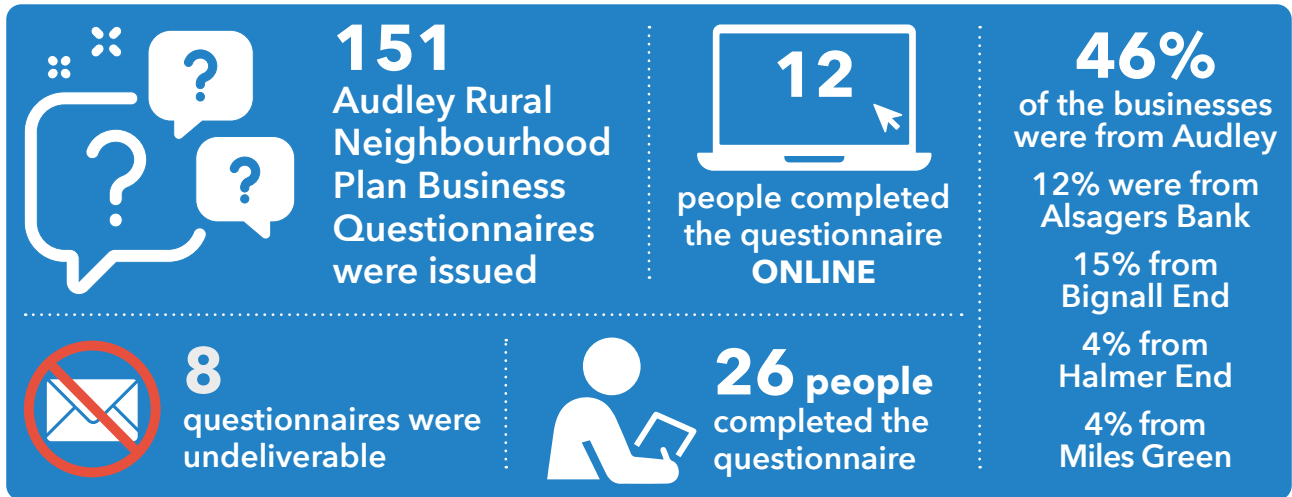 151
Audley Rural
Neighbourhood
Plan Business
Questionnaires
were issued
12
people completed
the questionnaire
ONLINE
46%
of the businesses
were from Audley
12% were from
Alsagers Bank
15% from
Bignall End
4% from
Halmer End
4% from
Miles Green
8
questionnaires were
undeliverable
26 people
completed the
questionnaire